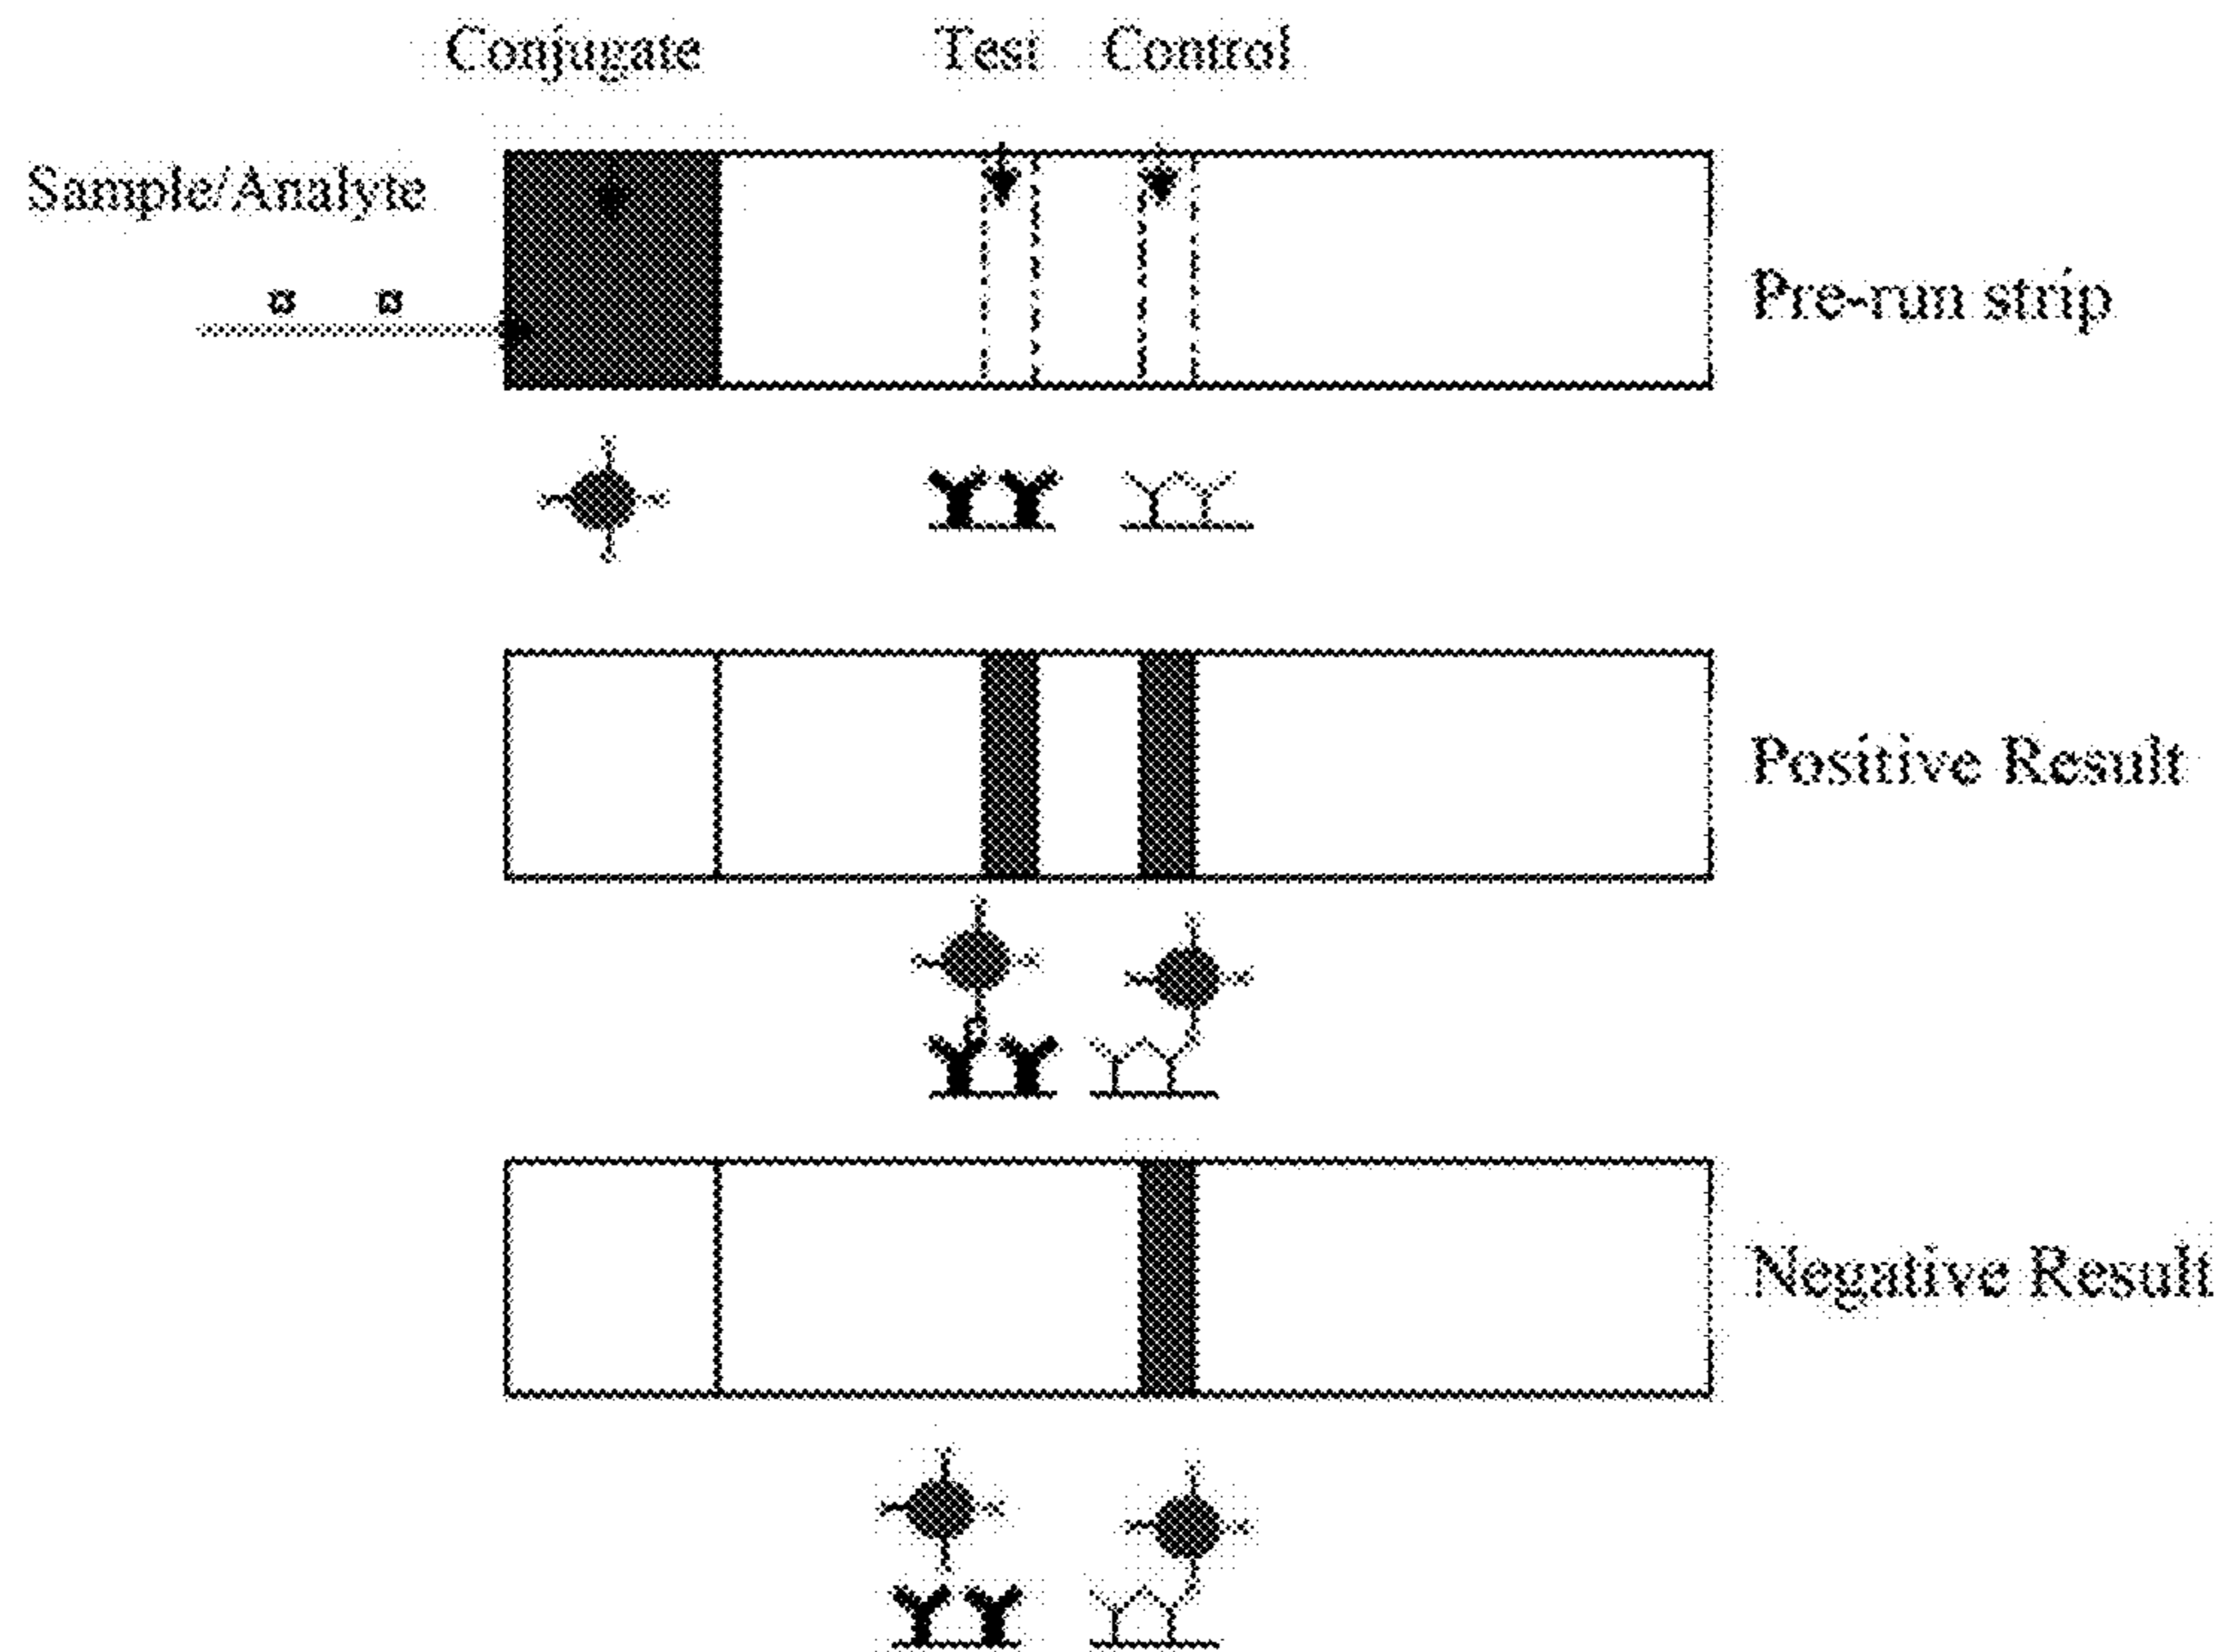 Conjugate Test Control
Sample/Analyte
Pre-run strip
Positive Result
Negative Result